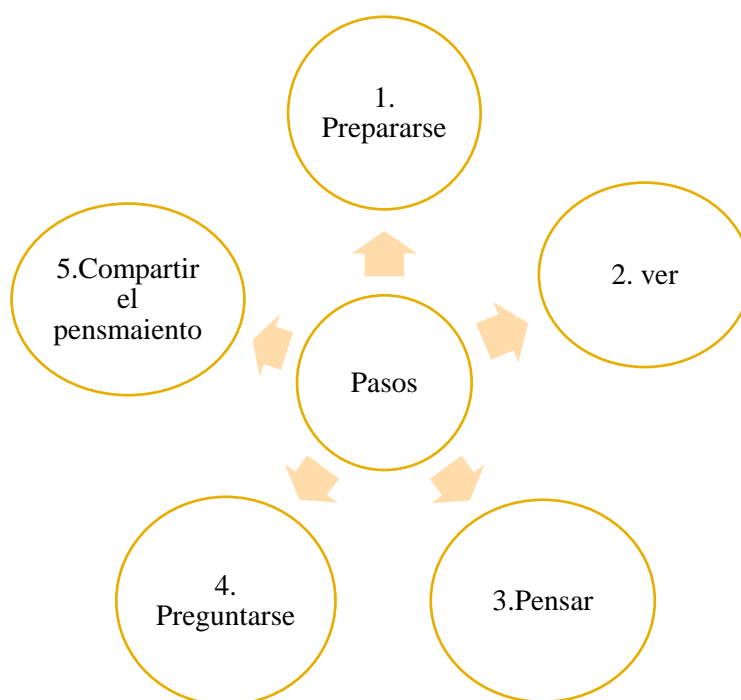 1.
Prepararse
2. ver
3.Pensar
4.
Preguntarse
5.Compartir
el
pensmaiento
Pasos